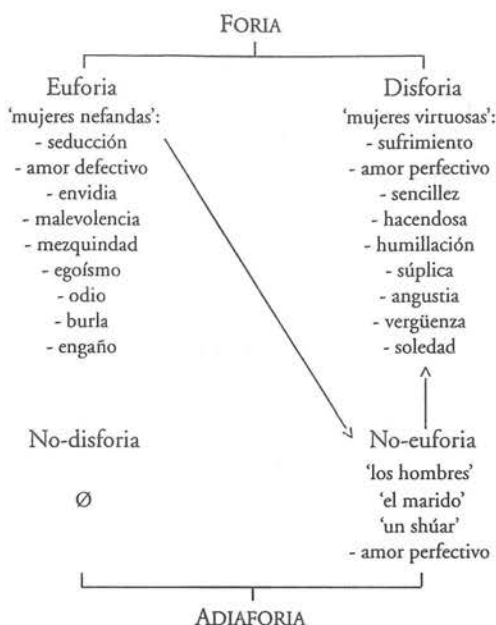 FORIA
Euforia
'mujeres nefandas':
- seducción
- amor defectivo
- envidia
- malevolencia
- mezquindad
- egoísmo
- odio
- burla
- engaño
Disforia
'mujeres virtuosas':
- sufrimiento
- amor perfectivo
- sencillez
- hacendosa
- humillación
- súplica
- angustia
- vergüenza
- soledad
No-disforia
Ø
No-euforia
'los hombres'
'el marido'
'un shúar'
- amor perfectivo
ADIAFORIA